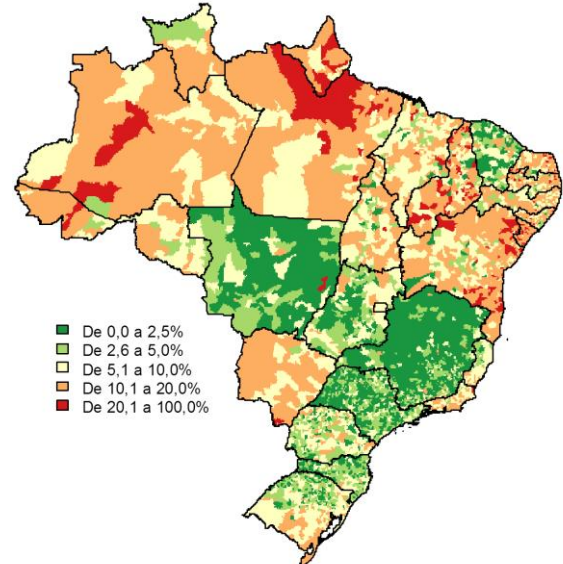 De 0,0 a 2,5%
De 2,6 a 5,0%
De 5,1 a 10,0%
De 10,1 a 20,0%
De 20,1 a 100,0%